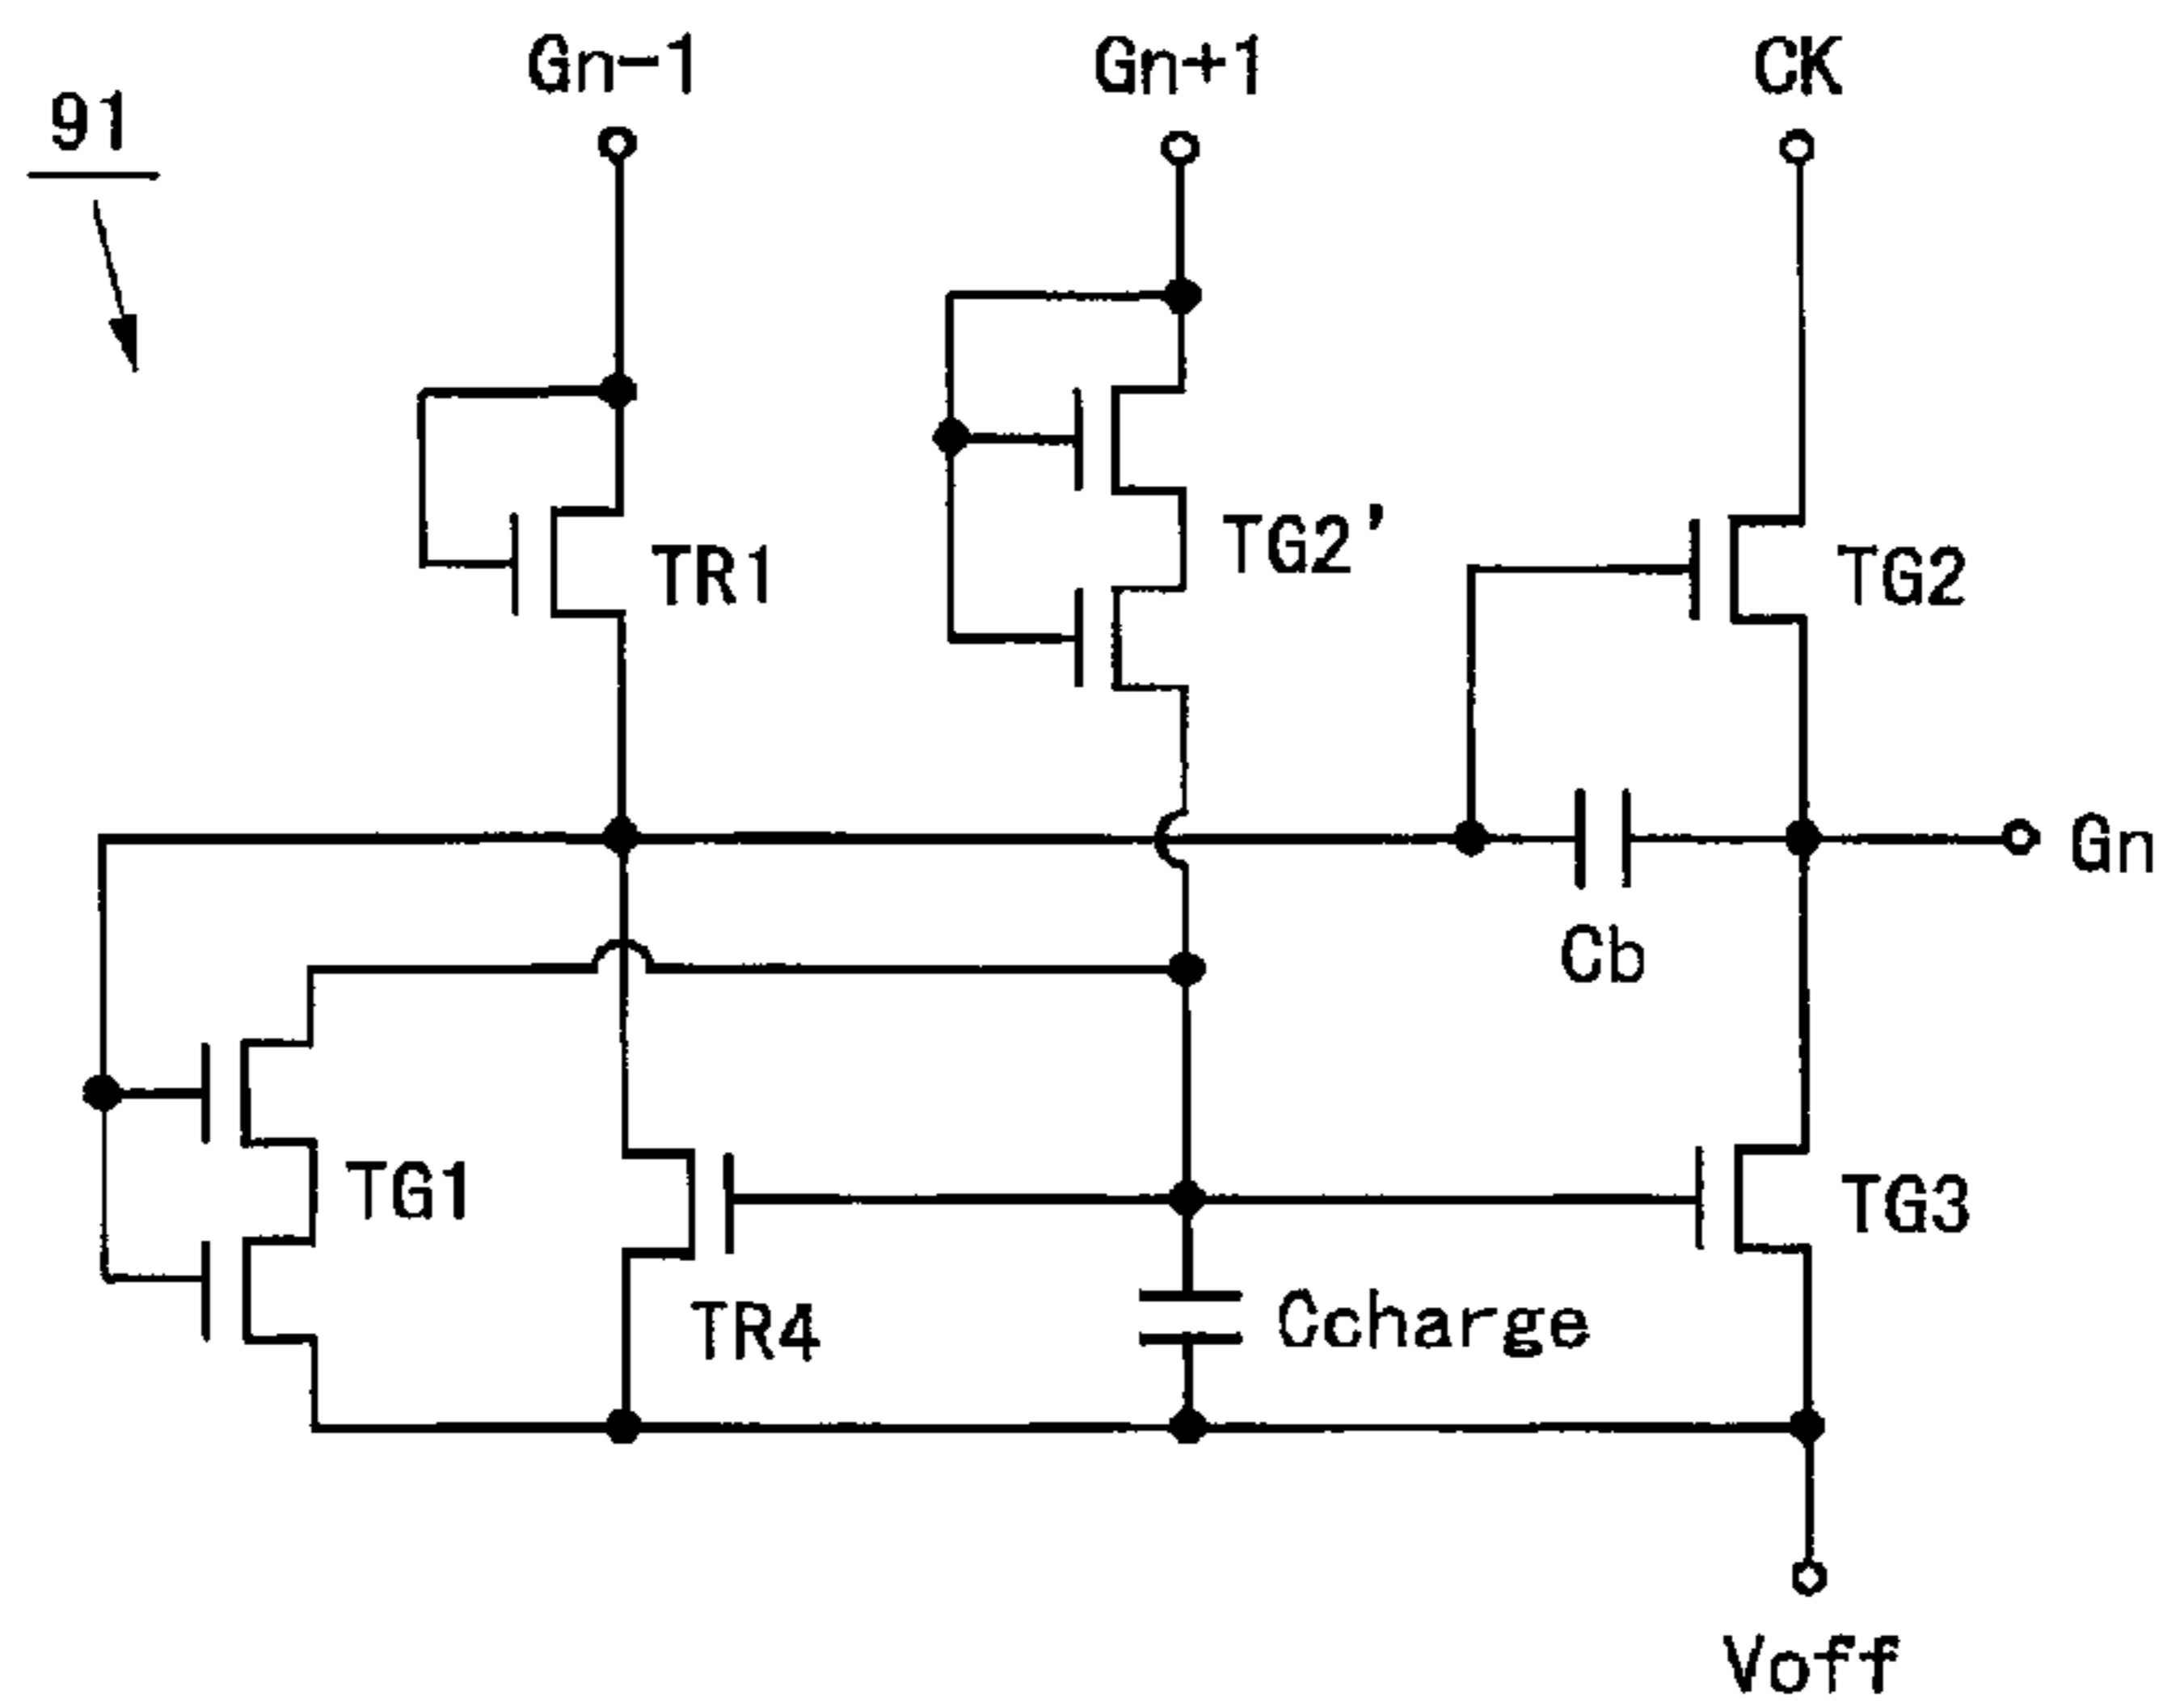 Gn-1
Gn+1
CK
91
TR1
TG2'
TG2
Gn
Cb
TG1
TG3
TR4
Ccharge
Voff